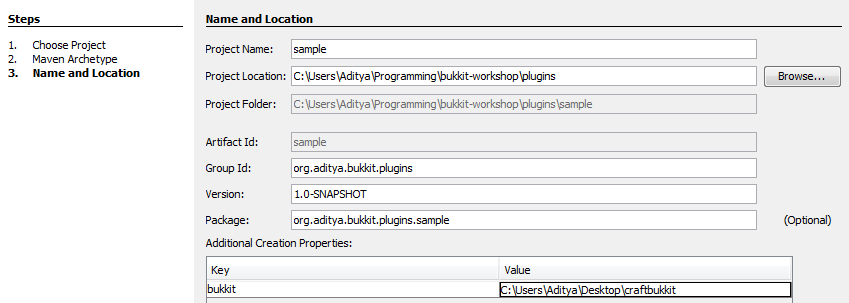 Steps
1. Choose Project
2. Maven Archetype
3. Name and Location
Name and Location
Project Name: sample
Project Location: C:\Users\Aditya\Programming\bukkit-workshop\plugins Browse...
Project Folder: C:\Users\Aditya\Programming\bukkit-workshop\plugins\sample
Artifact Id: sample
Group Id: org.aditya.bukkit.plugins
Version: 1.0-SNAPSHOT
Package: org.aditya.bukkit.plugins.sample (Optional)
Additional Creation Properties:
Key Value
bukkit C:\Users\Aditya\Desktop\craftbukkit